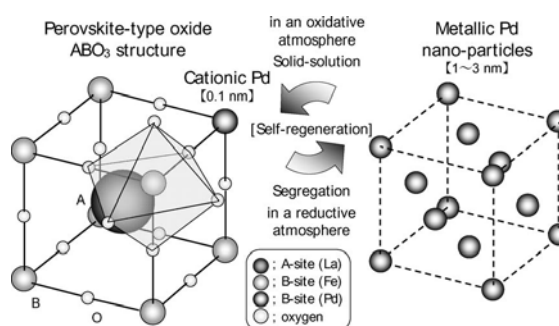 Perovskite-type oxide
ABO₃ structure
in an oxidative
atmosphere
Solid-solution
Metallic Pd
nano-particles
【1～3 nm】
Cationic Pd
【0.1 nm】
[Self-regeneration]
Segregation
in a reductive
atmosphere
A
B
O
; A-site (La)
; B-site (Fe)
; B-site (Pd)
; oxygen